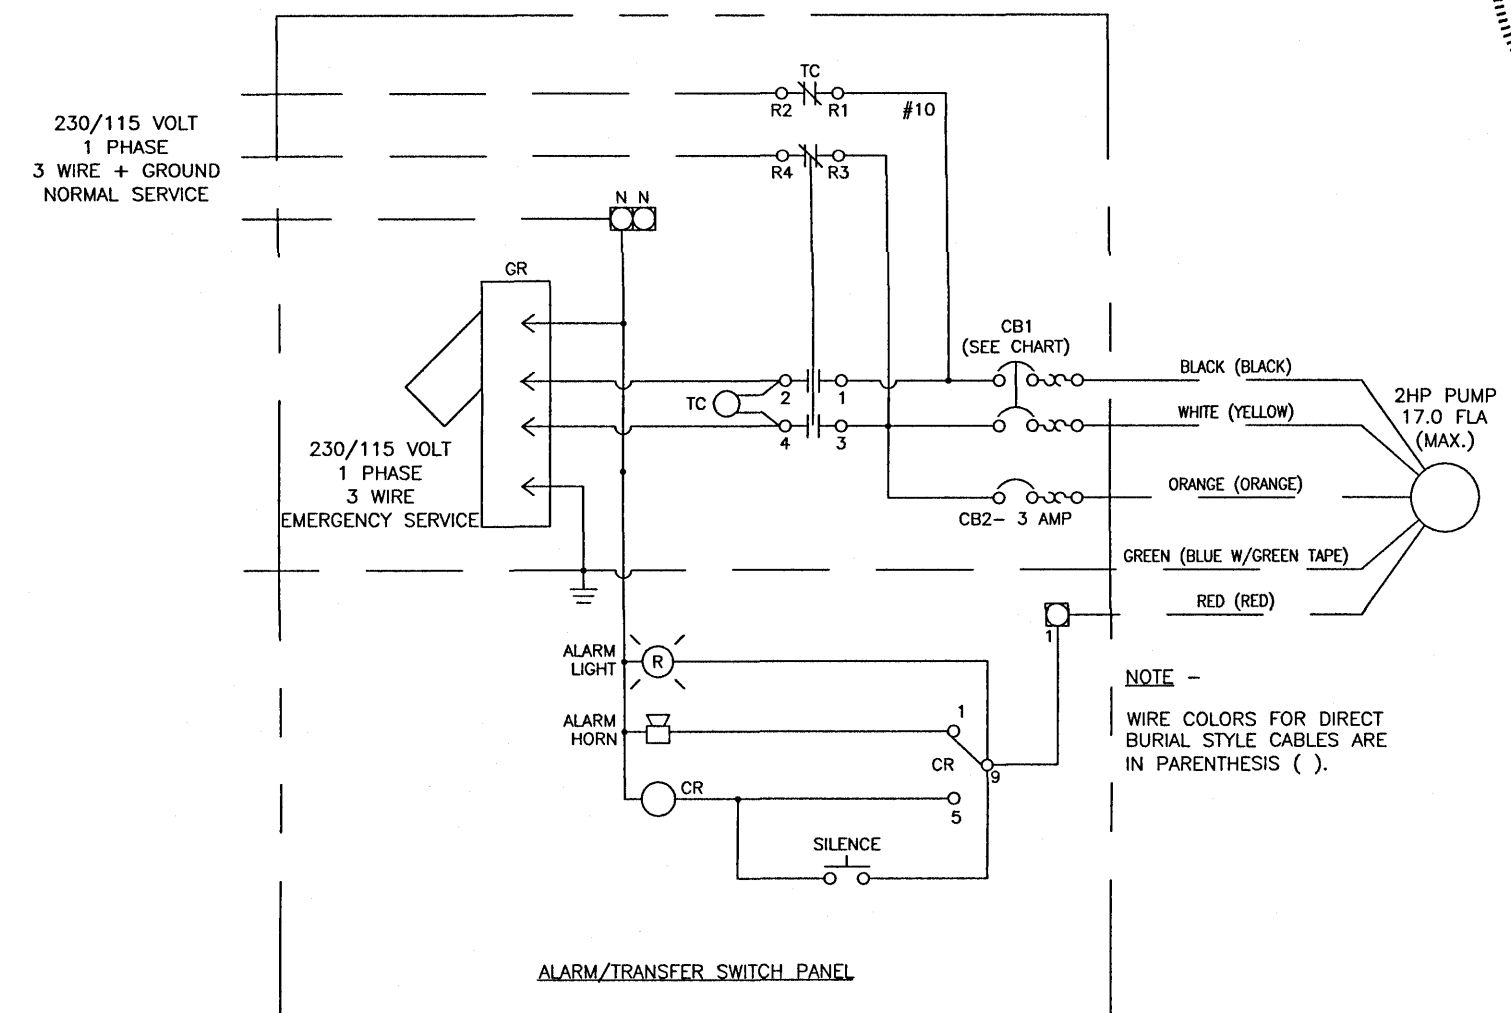 TC
R2 R1
#10
230/115 VOLT
1 PHASE
3 WIRE + GROUND
NORMAL SERVICE
R4 R3
N N
GR
CB1
(SEE CHART)
BLACK (BLACK)
2HP PUMP
17.0 FLA
(MAX.)
2 1
TC
WHITE (YELLOW)
4 3
230/115 VOLT
1 PHASE
3 WIRE
EMERGENCY SERVICE
ORANGE (ORANGE)
CB2- 3 AMP
GREEN (BLUE W/GREEN TAPE)
RED (RED)
1
ALARM
LIGHT
R
NOTE -
WIRE COLORS FOR DIRECT
BURIAL STYLE CABLES ARE
IN PARENTHESIS ( ).
ALARM
HORN
1
CR
9
CR
5
SILENCE
ALARM/TRANSFER SWITCH PANEL